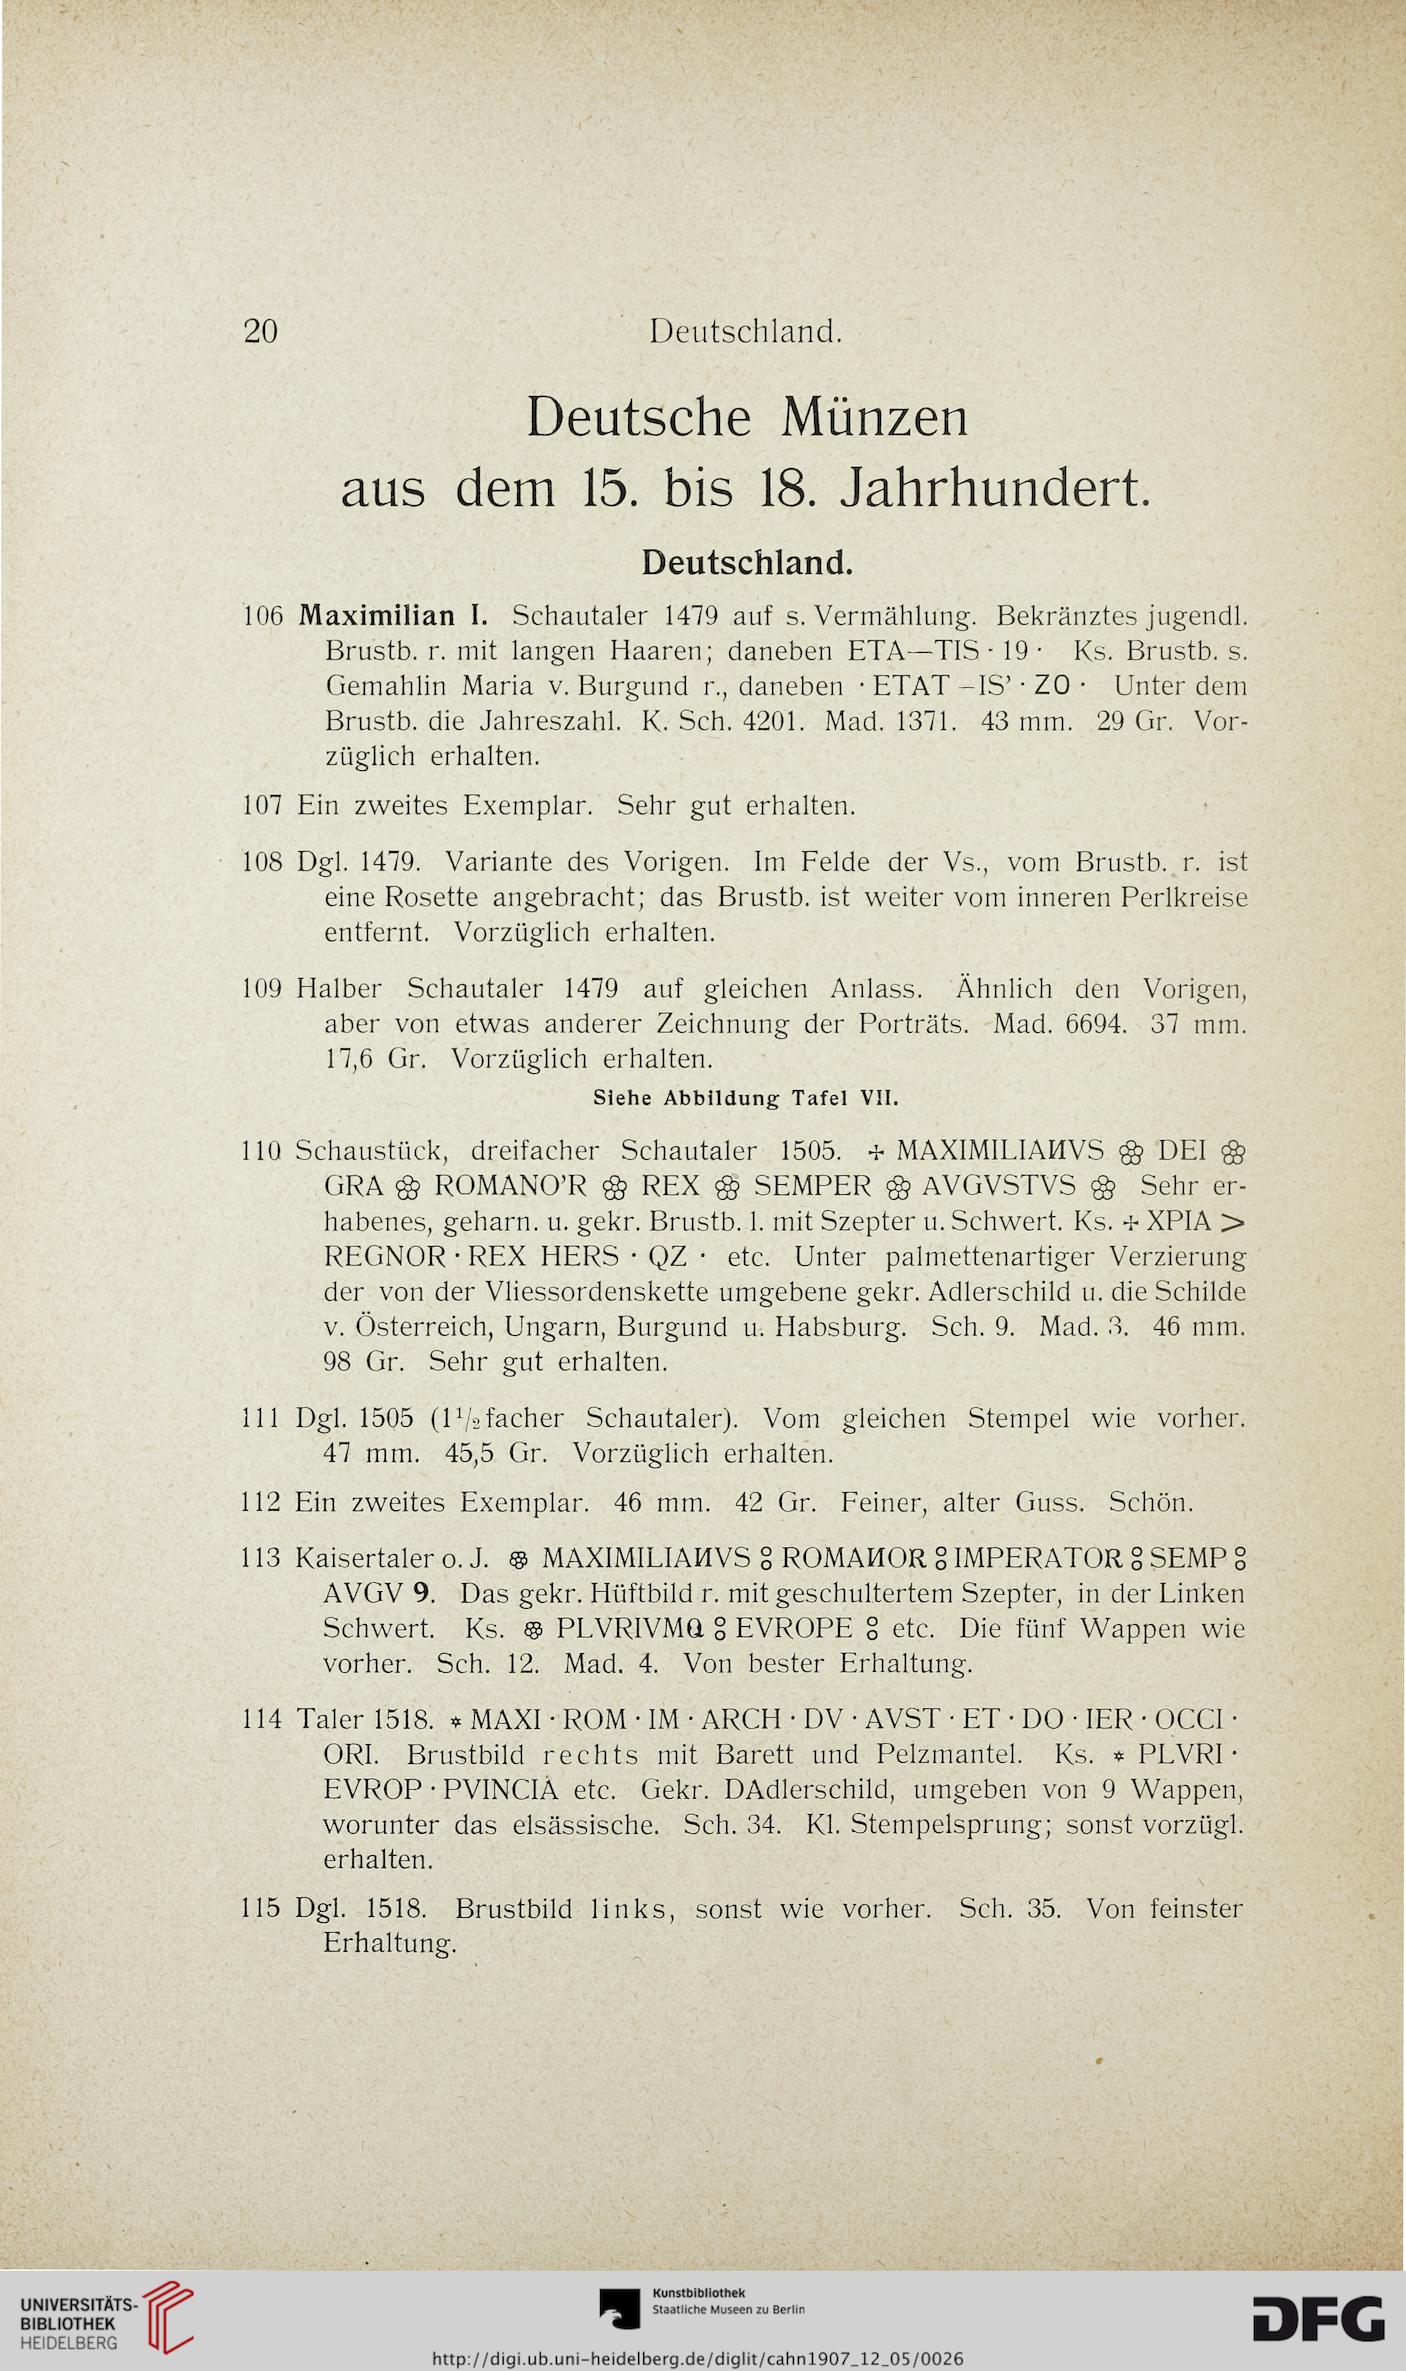 20 Deutschland.
Deutsche Münzen
aus dem 15. bis 18. Jahrhundert.
Deutschland.
106 Maximilian I. Schautaler 1479 auf s. Vermählung. Bekränztes jugendl.
Brustb. r. mit langen Haaren; daneben ETA—TIS · 19 · Ks. Brustb. s.
Gemahlin Maria v. Burgund r., daneben · ETAT –IS’ · ZO · Unter dem
Brustb. die Jahreszahl. K. Sch. 4201. Mad. 1371. 43 mm. 29 Gr. Vor-
züglich erhalten.
107 Ein zweites Exemplar. Sehr gut erhalten.
108 Dgl. 1479. Variante des Vorigen. Im Felde der Vs., vom Brustb. r. ist
eine Rosette angebracht; das Brustb. ist weiter vom inneren Perlkreise
entfernt. Vorzüglich erhalten.
109 Halber Schautaler 1479 auf gleichen Anlass. Ähnlich den Vorigen,
aber von etwas anderer Zeichnung der Porträts. Mad. 6694. 37 mm.
17,6 Gr. Vorzüglich erhalten.
Siehe Abbildung Tafel VII.
110 Schaustück, dreifacher Schautaler 1505. ✢ MAXIMILIAИVS ֍ DEI ֍
GRA ֍ ROMANO’R ֍ REX ֍ SEMPER ֍ AVGVSTVS ֍ Sehr er-
habenes, geharn. u. gekr. Brustb. l. mit Szepter u. Schwert. Ks. ✢ XPIA >
REGNOR · REX HERS · QZ · etc. Unter palmettenartiger Verzierung
der von der Vliessordenskette umgebene gekr. Adlerschild u. die Schilde
v. Österreich, Ungarn, Burgund u. Habsburg. Sch. 9. Mad. 3. 46 mm.
98 Gr. Sehr gut erhalten.
111 Dgl. 1505 (1½facher Schautaler). Vom gleichen Stempel wie vorher.
47 mm. 45,5 Gr. Vorzüglich erhalten.
112 Ein zweites Exemplar. 46 mm. 42 Gr. Feiner, alter Guss. Schön.
113 Kaisertaler o. J. ֍ MAXIMILIAИVS ⦂ ROMAИOR ⦂ IMPERATOR ⦂ SEMP ⦂
AVGV 9. Das gekr. Hüftbild r. mit geschultertem Szepter, in der Linken
Schwert. Ks. ֍ PLVRIVMQ ⦂ EVROPE ⦂ etc. Die fünf Wappen wie
vorher. Sch. 12. Mad. 4. Von bester Erhaltung.
114 Taler 1518. * MAXI · ROM · IM · ARCH · DV · AVST · ET · DO · IER · OCCI ·
ORI. Brustbild rechts mit Barett und Pelzmantel. Ks. * PLVRI ·
EVROP · PVINCIA etc. Gekr. DAdlerschild, umgeben von 9 Wappen,
worunter das elsässische. Sch. 34. Kl. Stempelsprung; sonst vorzügl.
erhalten.
115 Dgl. 1518. Brustbild links, sonst wie vorher. Sch. 35. Von feinster
Erhaltung.
UNIVERSITÄTS-
BIBLIOTHEK
HEIDELBERG
Kunstbibliothek
Staatliche Museen zu Berlin
DFG
http://digi.ub.uni-heidelberg.de/diglit/cahn1907_12_05/0026